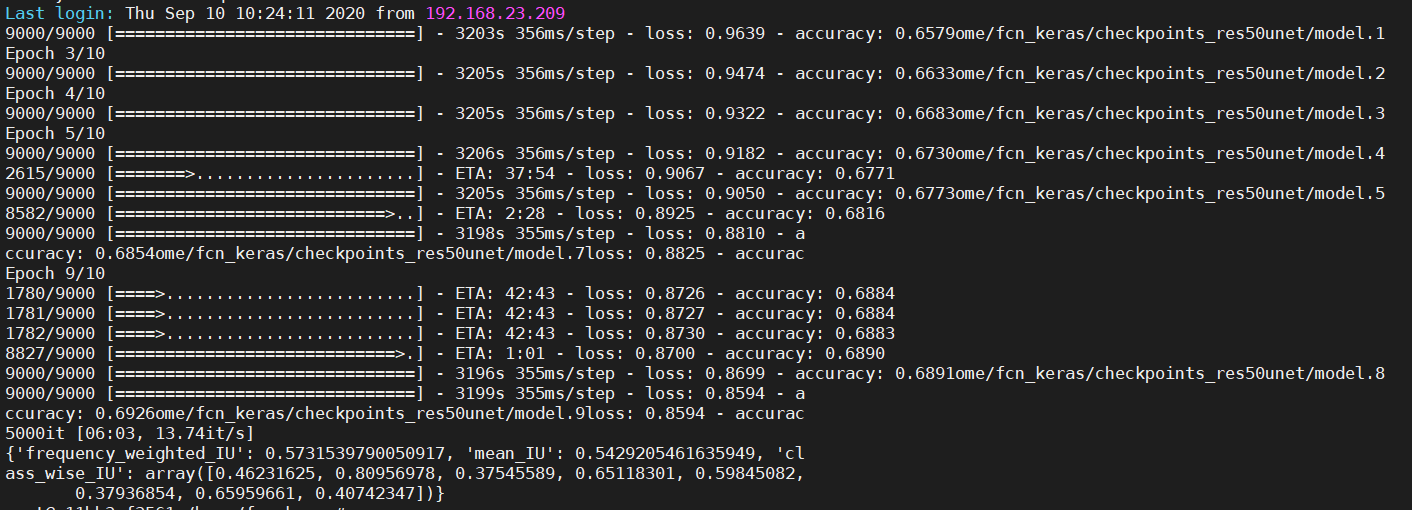 Last login: Thu Sep 10 10:24:11 2020 from 192.168.23.209
9000/9000 [==============================] - 3203s 356ms/step - loss: 0.9639 - accuracy: 0.6579ome/fcn_keras/checkpoints_res50unet/model.1
Epoch 3/10
9000/9000 [==============================] - 3205s 356ms/step - loss: 0.9474 - accuracy: 0.6633ome/fcn_keras/checkpoints_res50unet/model.2
Epoch 4/10
9000/9000 [==============================] - 3205s 356ms/step - loss: 0.9322 - accuracy: 0.6683ome/fcn_keras/checkpoints_res50unet/model.3
Epoch 5/10
9000/9000 [==============================] - 3206s 356ms/step - loss: 0.9182 - accuracy: 0.6730ome/fcn_keras/checkpoints_res50unet/model.4
2615/9000 [=======>......................] - ETA: 37:54 - loss: 0.9067 - accuracy: 0.6771
9000/9000 [==============================] - 3205s 356ms/step - loss: 0.9050 - accuracy: 0.6773ome/fcn_keras/checkpoints_res50unet/model.5
8582/9000 [===========================>..] - ETA: 2:28 - loss: 0.8925 - accuracy: 0.6816
9000/9000 [==============================] - 3198s 355ms/step - loss: 0.8810 - a
ccuracy: 0.6854ome/fcn_keras/checkpoints_res50unet/model.7loss: 0.8825 - accurac
Epoch 9/10
1780/9000 [====>.........................] - ETA: 42:43 - loss: 0.8726 - accuracy: 0.6884
1781/9000 [====>.........................] - ETA: 42:43 - loss: 0.8727 - accuracy: 0.6884
1782/9000 [====>.........................] - ETA: 42:43 - loss: 0.8730 - accuracy: 0.6883
8827/9000 [============================>.] - ETA: 1:01 - loss: 0.8700 - accuracy: 0.6890
9000/9000 [==============================] - 3196s 355ms/step - loss: 0.8699 - accuracy: 0.6891ome/fcn_keras/checkpoints_res50unet/model.8
9000/9000 [==============================] - 3199s 355ms/step - loss: 0.8594 - a
ccuracy: 0.6926ome/fcn_keras/checkpoints_res50unet/model.9loss: 0.8594 - accurac
5000it [06:03, 13.74it/s]
{'frequency_weighted_IU': 0.5731539790050917, 'mean_IU': 0.5429205461635949, 'cl
ass_wise_IU': array([0.46231625, 0.80956978, 0.37545589, 0.65118301, 0.59845082,
0.37936854, 0.65959661, 0.40742347])}